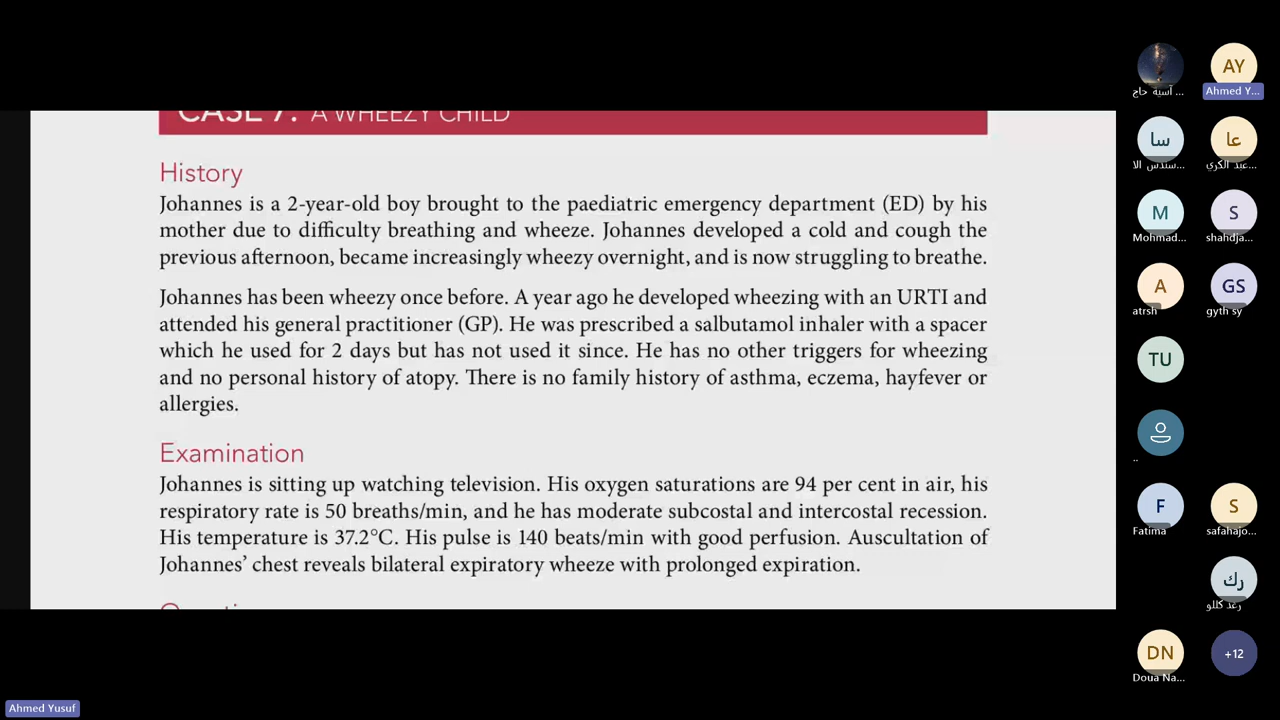 CASE 7: A WHEEZY CHILD
History
Johannes is a 2-year-old boy brought to the paediatric emergency department (ED) by his
mother due to difficulty breathing and wheeze. Johannes developed a cold and cough the
previous afternoon, became increasingly wheezy overnight, and is now struggling to breathe.
Johannes has been wheezy once before. A year ago he developed wheezing with an URTI and
attended his general practitioner (GP). He was prescribed a salbutamol inhaler with a spacer
which he used for 2 days but has not used it since. He has no other triggers for wheezing
and no personal history of atopy. There is no family history of asthma, eczema, hayfever or
allergies.
Examination
Johannes is sitting up watching television. His oxygen saturations are 94 per cent in air, his
respiratory rate is 50 breaths/min, and he has moderate subcostal and intercostal recession.
His temperature is 37.2°C. His pulse is 140 beats/min with good perfusion. Auscultation of
Johannes' chest reveals bilateral expiratory wheeze with prolonged expiration.
آسية حاج ...
AY
Ahmed Y...
سا
عا
M
Mohmad...
S
shahdja...
A
atrsh
GS
gyth sy
TU
..
F
Fatima
S
safahajo...
رك
رغد كللو
DN
Doua Na...
+12
Ahmed Yusuf